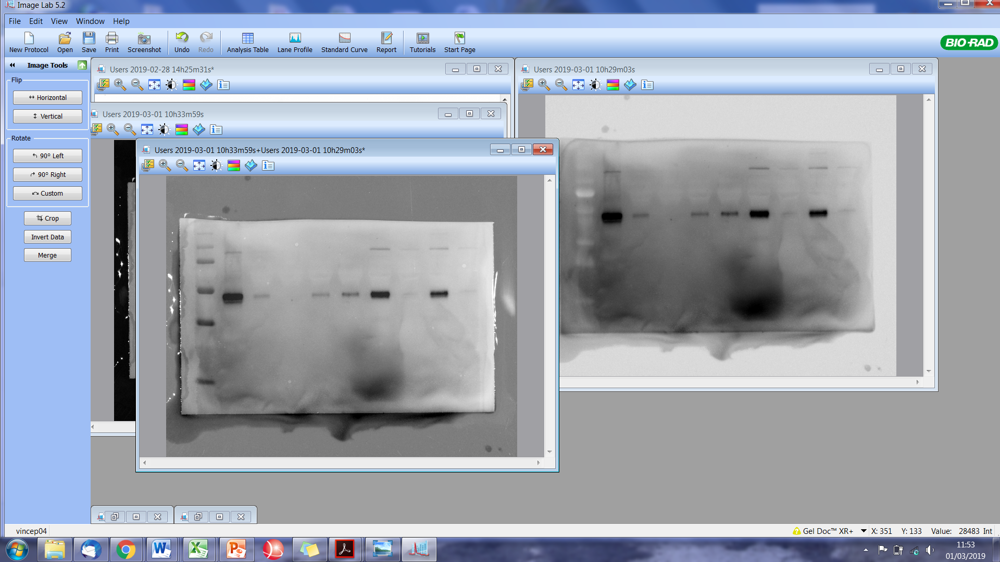 Image Lab 5.2
File Edit View Window Help
New Protocol Open Save Print Screenshot Undo Redo Analysis Table Lane Profile Standard Curve Report Tutorials Start Page
BIO-RAD
Image Tools
Flip
Horizontal
Vertical
Rotate
90º Left
90º Right
Custom
Crop
Invert Data
Merge
Users 2019-02-28 14h25m31s*
Users 2019-03-01 10h29m03s
Users 2019-03-01 10h33m59s
Users 2019-03-01 10h33m59s+Users 2019-03-01 10h29m03s*
vincep04
Gel Doc™ XR+ X: 351 Y: 133 Value: 28483 Int
11:53
01/03/2019